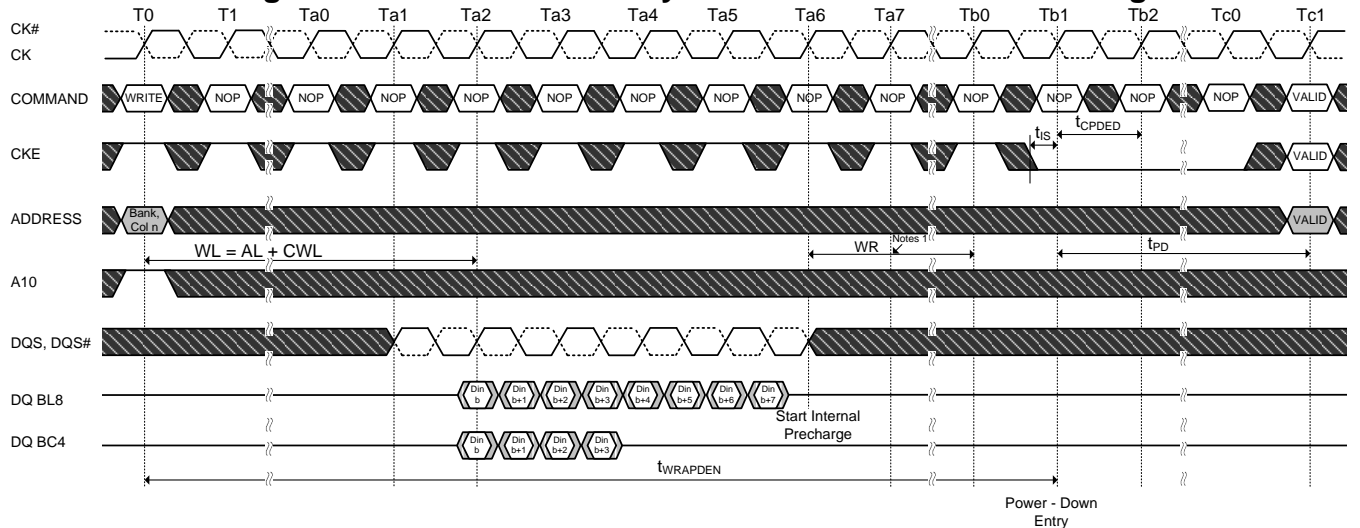 T0 T1 Ta0 Ta1 Ta2 Ta3 Ta4 Ta5 Ta6 Ta7 Tb0 Tb1 Tb2 Tc0 Tc1
CK#
CK
COMMAND WRITE NOP NOP NOP NOP NOP NOP NOP NOP NOP NOP NOP NOP NOP VALID
tIS tCPDED
CKE VALID
ADDRESS Bank, Col n VALID
WL = AL + CWL WR Notes 1 tPD
A10
DQS, DQS#
DQ BL8 Din b Din b+1 Din b+2 Din b+3 Din b+4 Din b+5 Din b+6 Din b+7
Start Internal
Precharge
DQ BC4 Din b Din b+1 Din b+2 Din b+3
tWRAPDEN
Power - Down
Entry